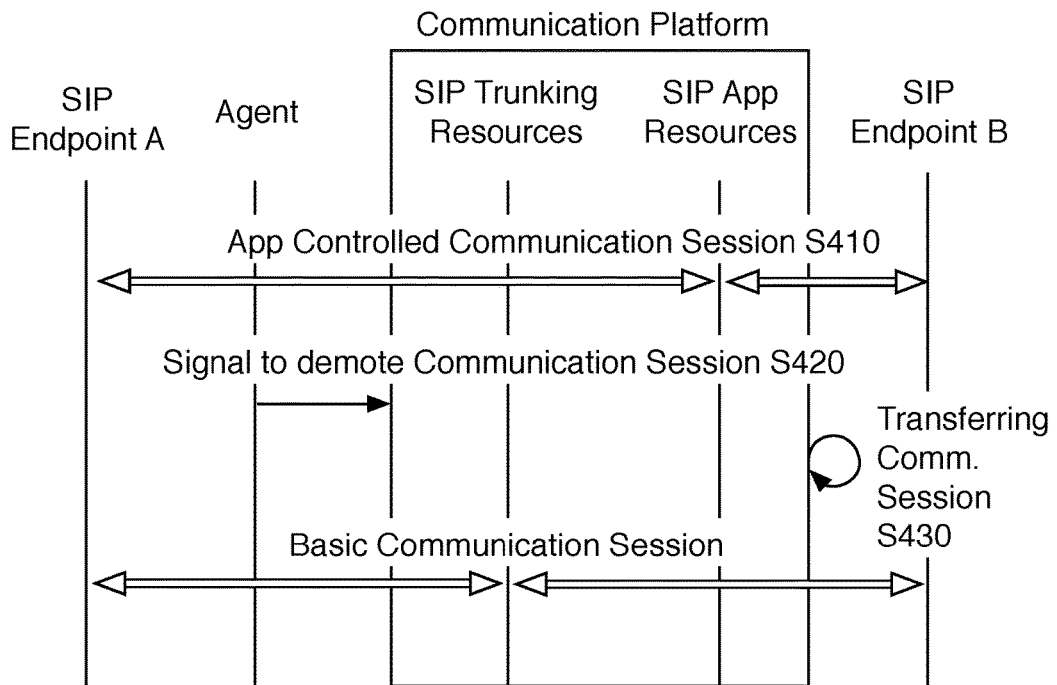 Communication Platform
SIP
Endpoint A
Agent
SIP Trunking
Resources
SIP App
Resources
SIP
Endpoint B
App Controlled Communication Session S410
Signal to demote Communication Session S420
Transferring
Comm.
Session
S430
Basic Communication Session